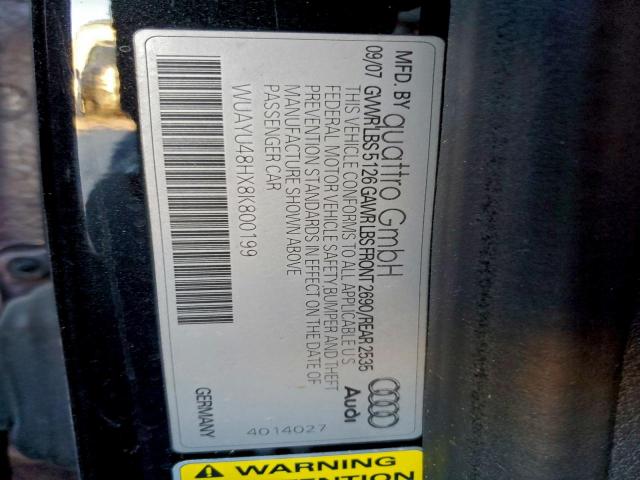 MFD. BY quattro GmbH
09/07 GVWR LBS 5126 GAWR LBS FRONT 2690/REAR 2535
THIS VEHICLE CONFORMS TO ALL APPLICABLE U S
FEDERAL MOTOR VEHICLE SAFETY BUMPER AND THEFT
PREVENTION STANDARDS IN EFFECT ON THE DATE OF
MANUFACTURE SHOWN ABOVE
PASSENGER CAR
WUAYU48HX8K800199
Audi
GERMANY
4014027
WARNING